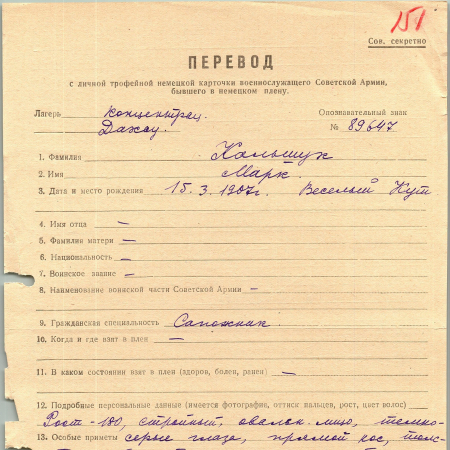 151
Сов. секретно
ПЕРЕВОД
с личной трофейной немецкой карточки военнослужащего Советской Армии,
бывшего в немецком плену.
Лагерь концентрац. Опознавательный знак
Дахау. № 89647
1. Фамилия Кальщук
2. Имя Марк.
3. Дата и место рождения 15.3.1907г. Веселый Кут
4. Имя отца —
5. Фамилия матери —
6. Национальность —
7. Воинское звание —
8. Наименование воинской части Советской Армии —
9. Гражданская специальность Сапожник
10. Когда и где взят в плен —
11. В каком состоянии взят в плен (здоров, болен, ранен) —
12. Подробные персональные данные (имеется фотография, оттиск пальцев, рост, цвет волос)
Рост - 180, стройный, овальн. лицо, темно-
13. Особые приметы серые глаза, прямой нос,